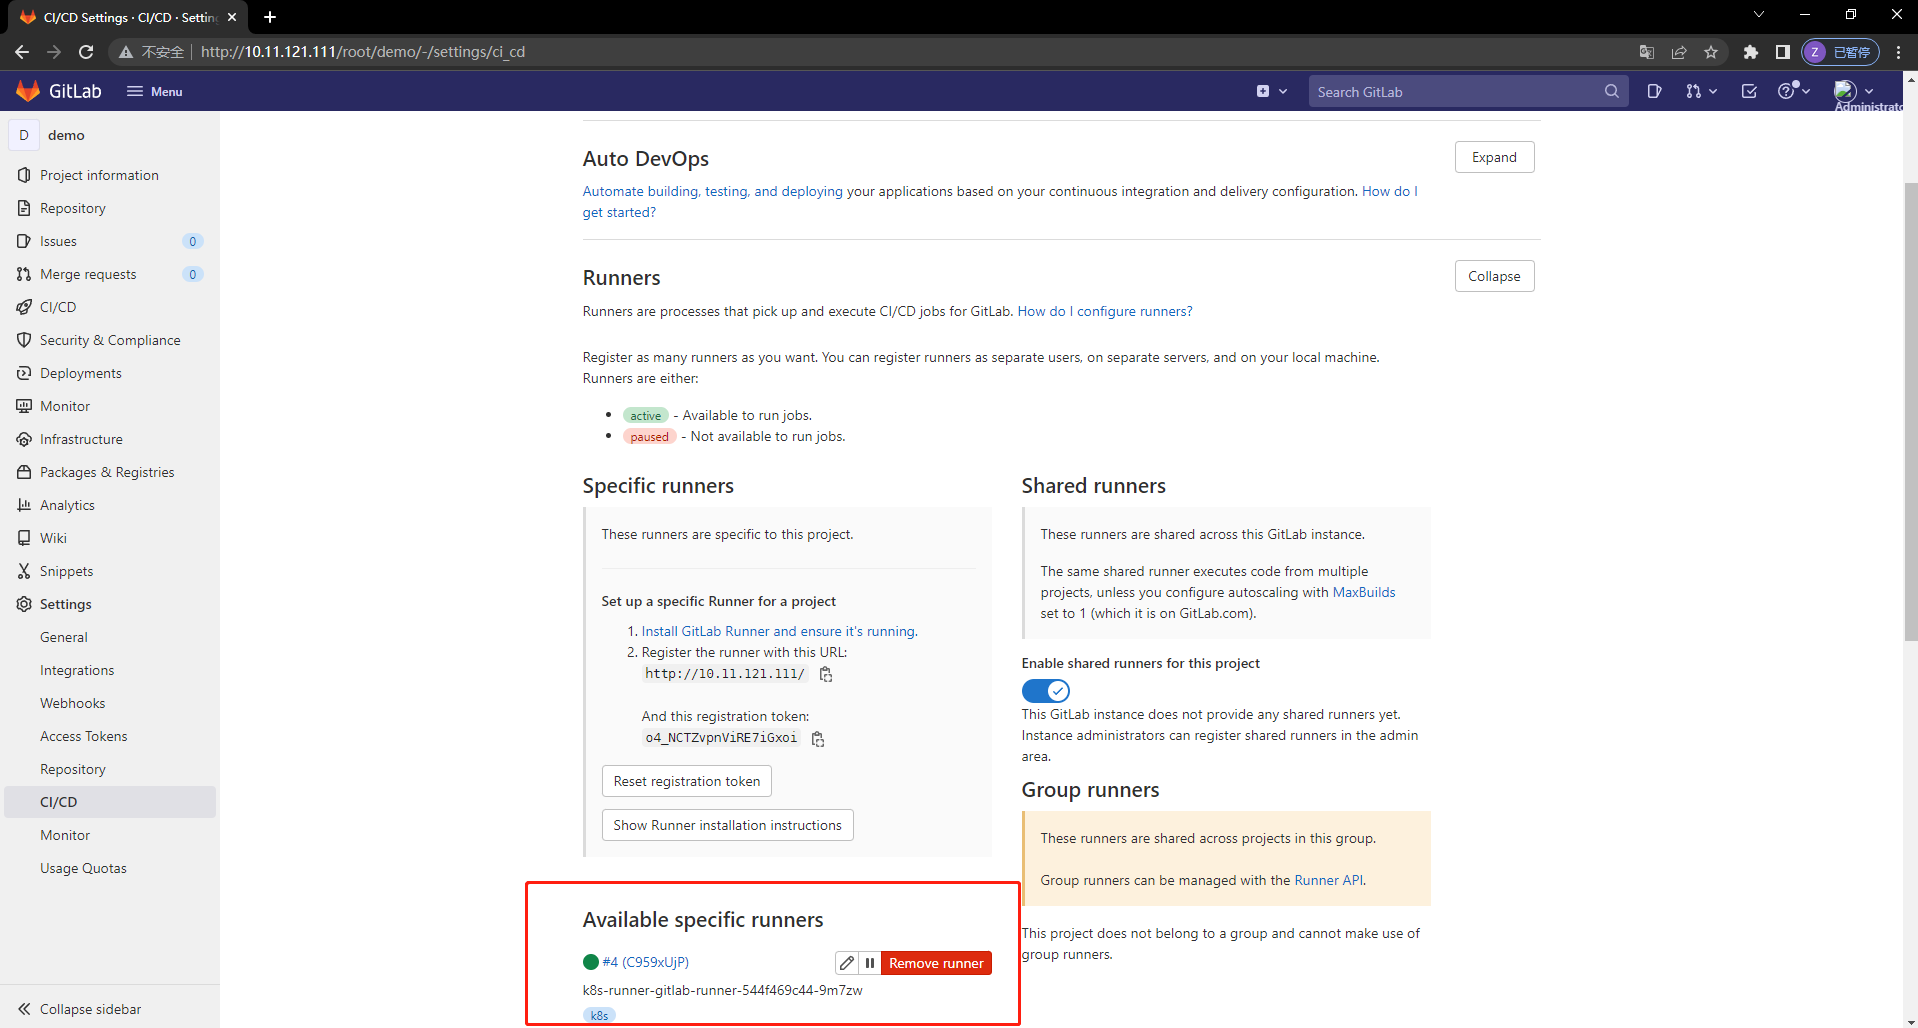 CI/CD Settings · CI/CD · Settin
不安全 http://10.11.121.111/root/demo/-/settings/ci_cd
Z 已暂停
GitLab Menu
Search GitLab
Administrato
D demo
Project information
Repository
Issues 0
Merge requests 0
CI/CD
Security & Compliance
Deployments
Monitor
Infrastructure
Packages & Registries
Analytics
Wiki
Snippets
Settings
General
Integrations
Webhooks
Access Tokens
Repository
CI/CD
Monitor
Usage Quotas
Collapse sidebar
Auto DevOps
Expand
Automate building, testing, and deploying your applications based on your continuous integration and delivery configuration. How do I
get started?
Runners
Collapse
Runners are processes that pick up and execute CI/CD jobs for GitLab. How do I configure runners?
Register as many runners as you want. You can register runners as separate users, on separate servers, and on your local machine.
Runners are either:
active - Available to run jobs.
paused - Not available to run jobs.
Specific runners
These runners are specific to this project.
Set up a specific Runner for a project
1. Install GitLab Runner and ensure it's running.
2. Register the runner with this URL:
http://10.11.121.111/
And this registration token:
o4_NCTZvpnViRE7iGxoi
Reset registration token
Show Runner installation instructions
Available specific runners
#4 (C959xUjP)
Remove runner
k8s-runner-gitlab-runner-544f469c44-9m7zw
k8s
Shared runners
These runners are shared across this GitLab instance.
The same shared runner executes code from multiple
projects, unless you configure autoscaling with MaxBuilds
set to 1 (which it is on GitLab.com).
Enable shared runners for this project
This GitLab instance does not provide any shared runners yet.
Instance administrators can register shared runners in the admin
area.
Group runners
These runners are shared across projects in this group.
Group runners can be managed with the Runner API.
This project does not belong to a group and cannot make use of
group runners.